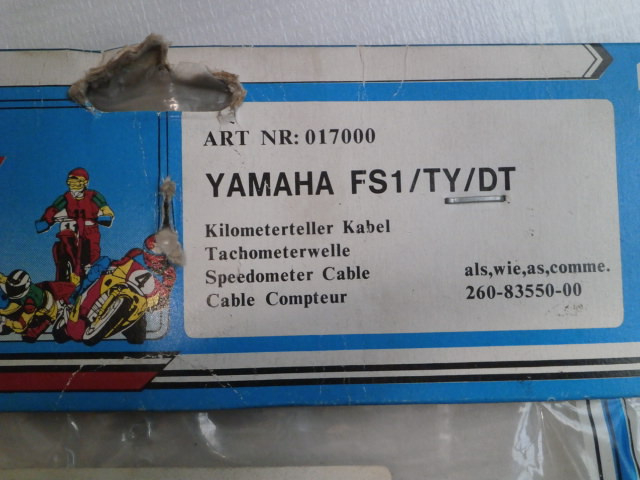 ART NR: 017000
YAMAHA FS1/TY/DT
Kilometerteller Kabel
Tachometerwelle
Speedometer Cable
Cable Compteur
als,wie,as,comme.
260-83550-00